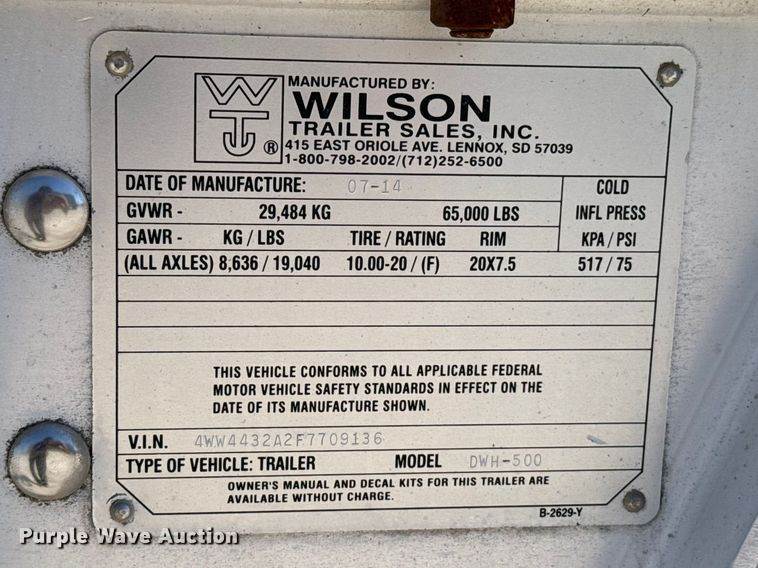 MANUFACTURED BY:
WILSON
TRAILER SALES, INC.
415 EAST ORIOLE AVE. LENNOX, SD 57039
1-800-798-2002/(712)252-6500
DATE OF MANUFACTURE: 07-14 COLD
GVWR - 29,484 KG 65,000 LBS INFL PRESS
GAWR - KG / LBS TIRE / RATING RIM KPA / PSI
(ALL AXLES) 8,636 / 19,040 10.00-20 / (F) 20X7.5 517 / 75
THIS VEHICLE CONFORMS TO ALL APPLICABLE FEDERAL
MOTOR VEHICLE SAFETY STANDARDS IN EFFECT ON THE
DATE OF ITS MANUFACTURE SHOWN.
V.I.N. 4WW4432A2F7709136
TYPE OF VEHICLE: TRAILER MODEL DWH-500
OWNER'S MANUAL AND DECAL KITS FOR THIS TRAILER ARE
AVAILABLE WITHOUT CHARGE.
B-2629-Y
Purple Wave Auction